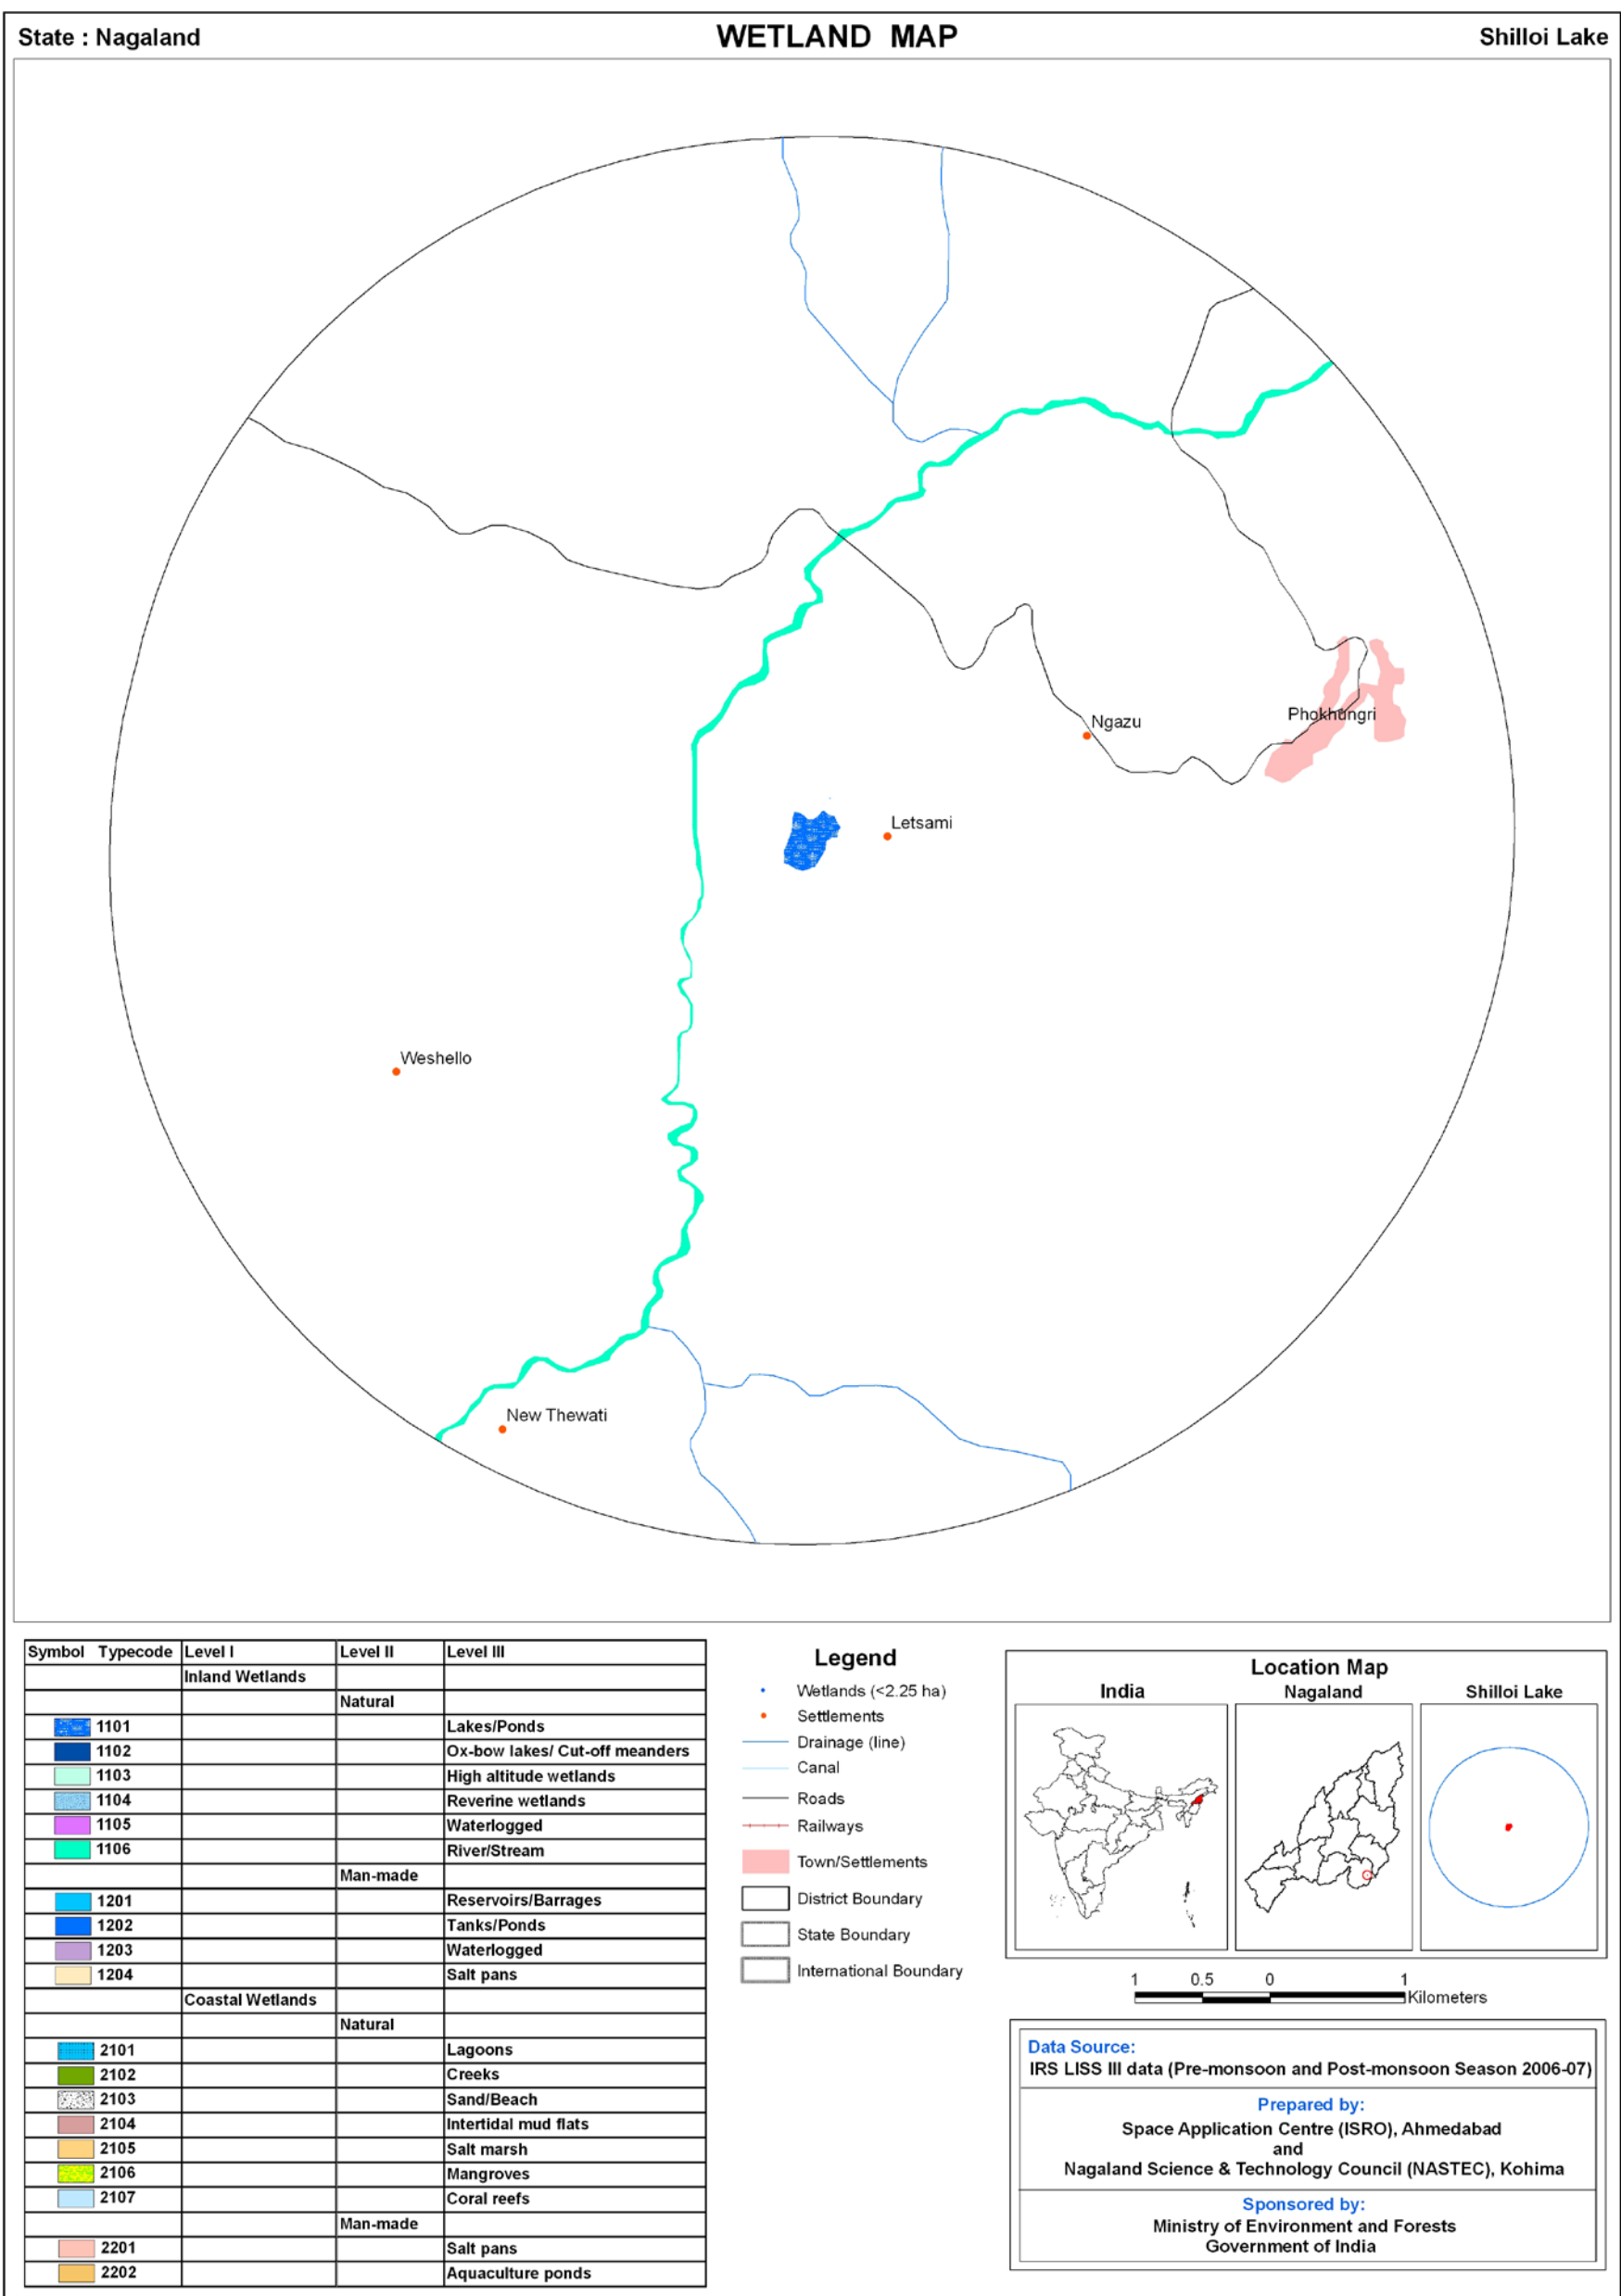 State : Nagaland
WETLAND MAP
Shilloi Lake
Ngazu
Phokhungri
Letsami
Weshello
New Thewati
Symbol Typecode Level I Level II Level III
Inland Wetlands
Natural
1101 Lakes/Ponds
1102 Ox-bow lakes/ Cut-off meanders
1103 High altitude wetlands
1104 Reverine wetlands
1105 Waterlogged
1106 River/Stream
Man-made
1201 Reservoirs/Barrages
1202 Tanks/Ponds
1203 Waterlogged
1204 Salt pans
Coastal Wetlands
Natural
2101 Lagoons
2102 Creeks
2103 Sand/Beach
2104 Intertidal mud flats
2105 Salt marsh
2106 Mangroves
2107 Coral reefs
Man-made
2201 Salt pans
2202 Aquaculture ponds
Legend
Wetlands (<2.25 ha)
Settlements
Drainage (line)
Canal
Roads
Railways
Town/Settlements
District Boundary
State Boundary
International Boundary
Location Map
India
Nagaland
Shilloi Lake
1 0.5 0 1
Kilometers
Data Source:
IRS LISS III data (Pre-monsoon and Post-monsoon Season 2006-07)
Prepared by:
Space Application Centre (ISRO), Ahmedabad
and
Nagaland Science & Technology Council (NASTEC), Kohima
Sponsored by:
Ministry of Environment and Forests
Government of India